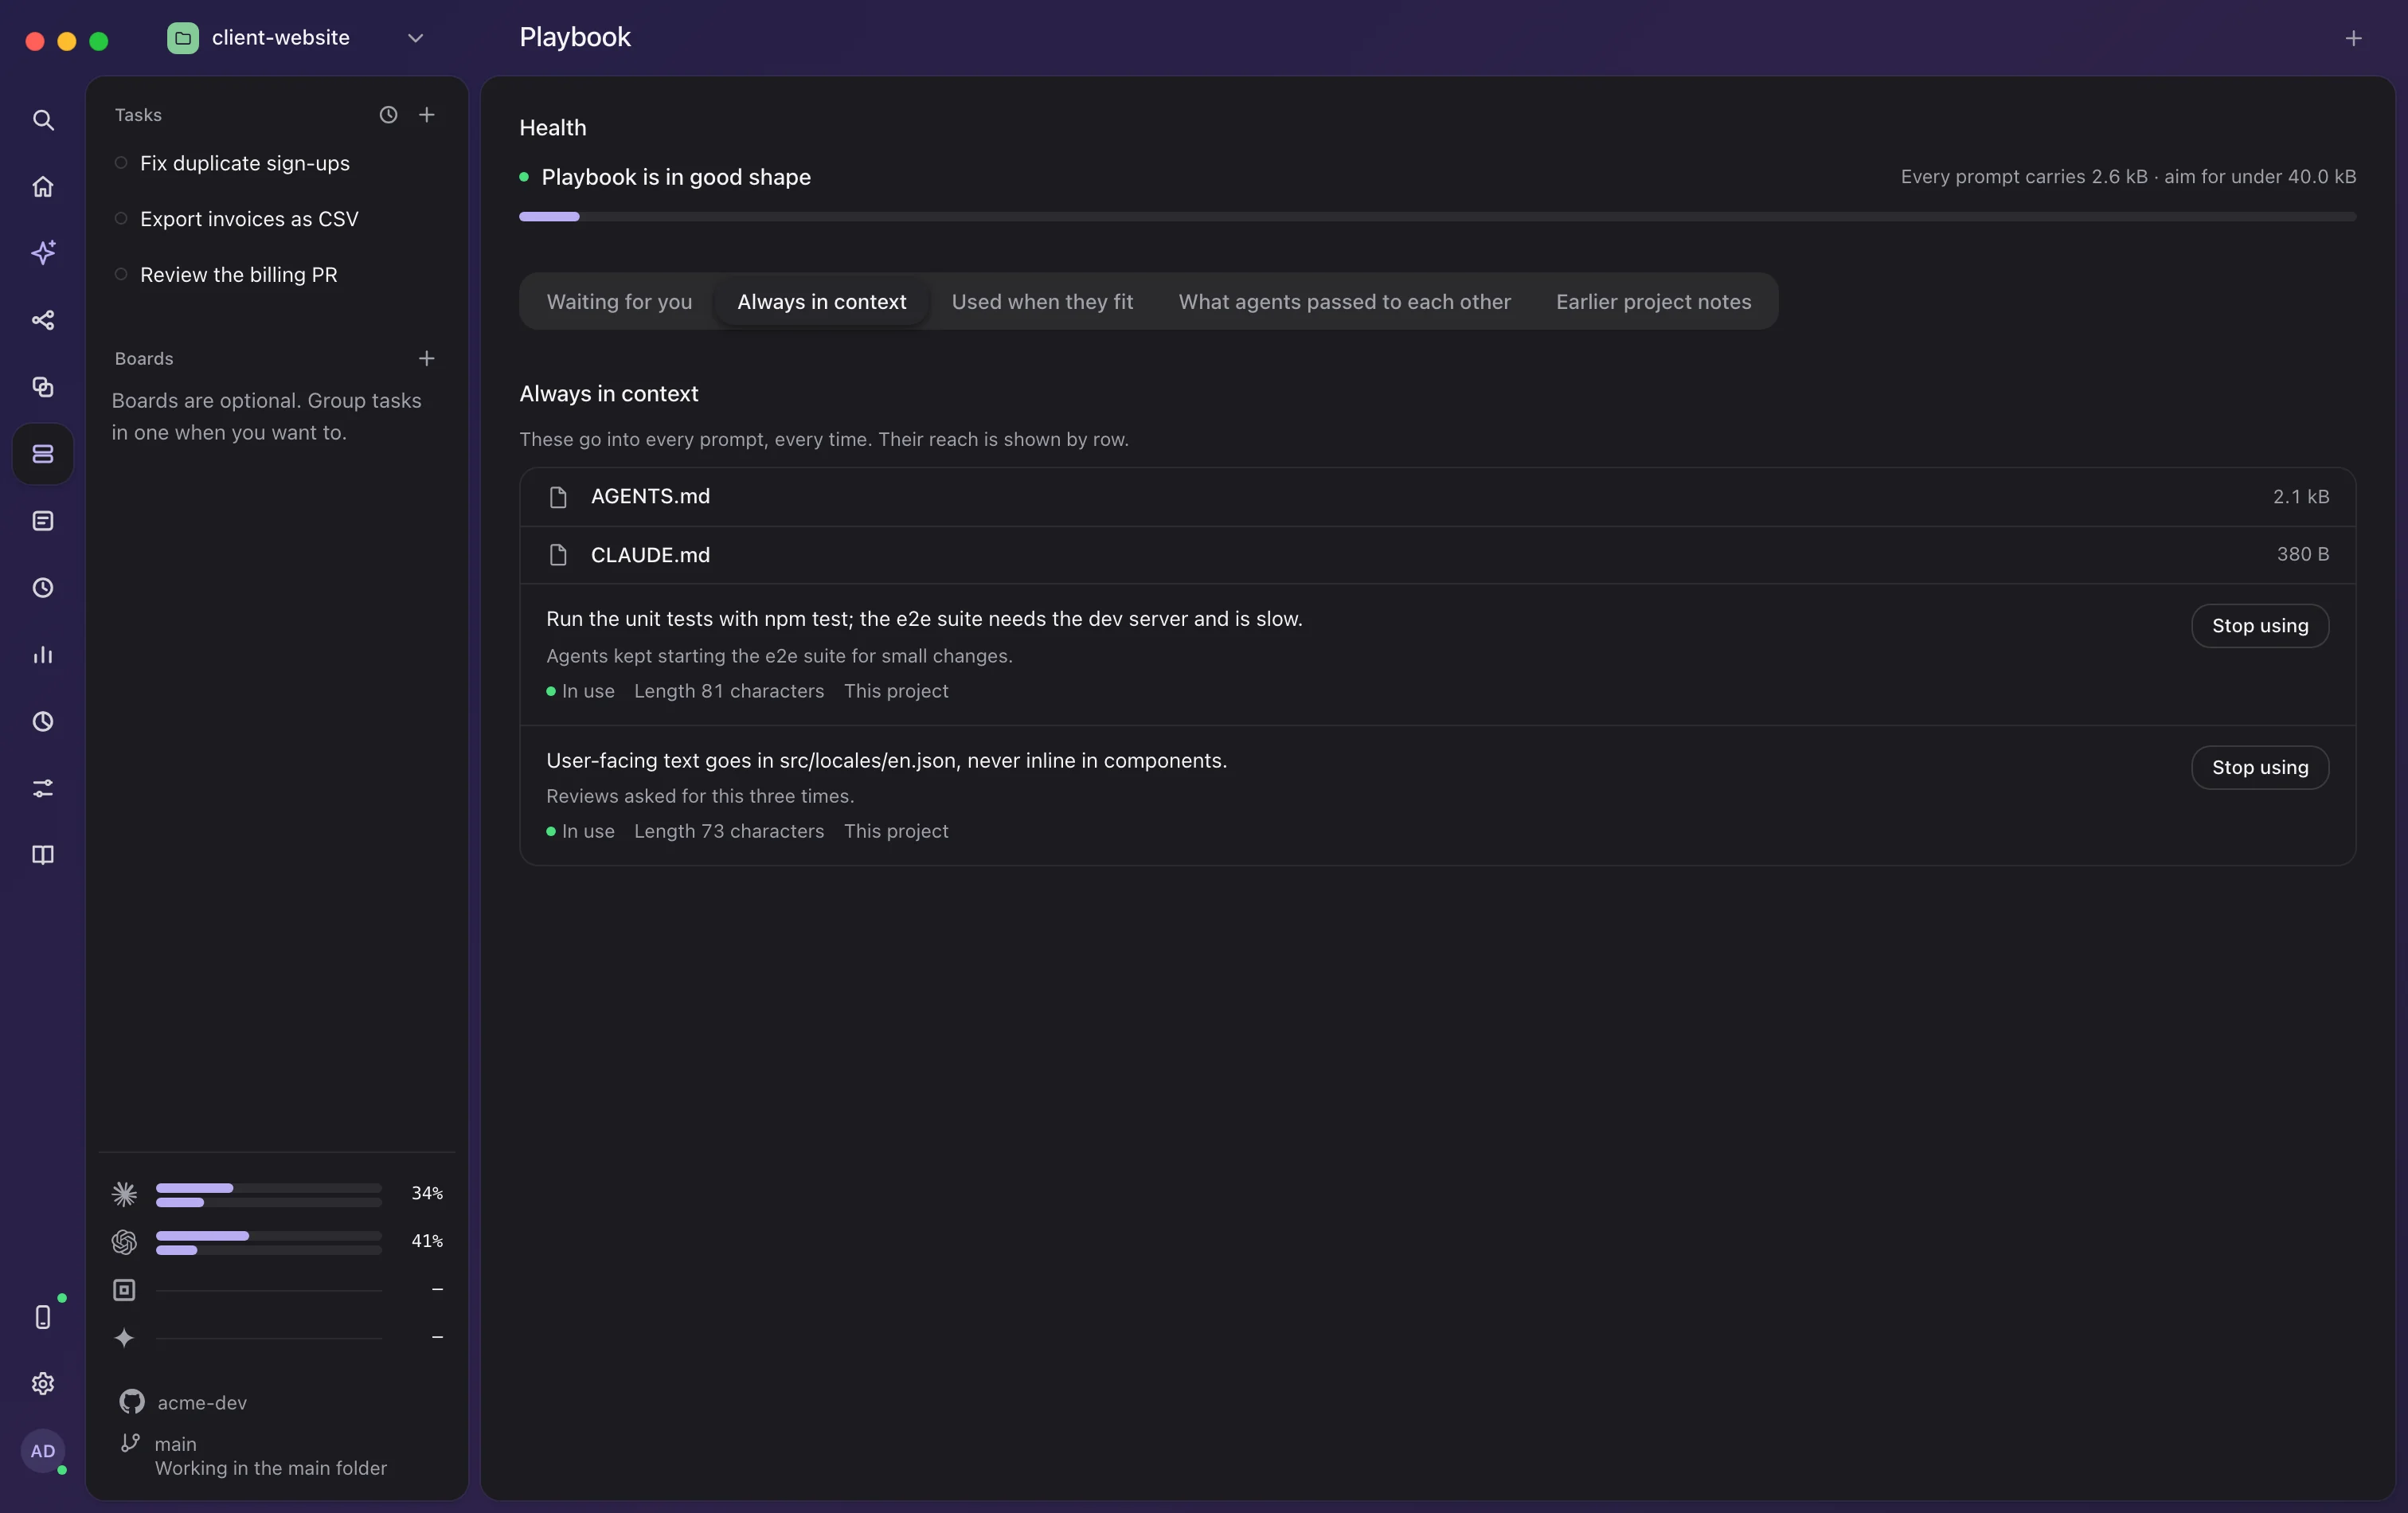 client-website
Playbook
Tasks
Fix duplicate sign-ups
Export invoices as CSV
Review the billing PR
Boards
Boards are optional. Group tasks
in one when you want to.
34%
41%
–
–
acme-dev
main
Working in the main folder
AD
Health
Playbook is in good shape
Every prompt carries 2.6 kB · aim for under 40.0 kB
Waiting for you
Always in context
Used when they fit
What agents passed to each other
Earlier project notes
Always in context
These go into every prompt, every time. Their reach is shown by row.
AGENTS.md
2.1 kB
CLAUDE.md
380 B
Run the unit tests with npm test; the e2e suite needs the dev server and is slow.
Stop using
Agents kept starting the e2e suite for small changes.
In use Length 81 characters This project
User-facing text goes in src/locales/en.json, never inline in components.
Stop using
Reviews asked for this three times.
In use Length 73 characters This project